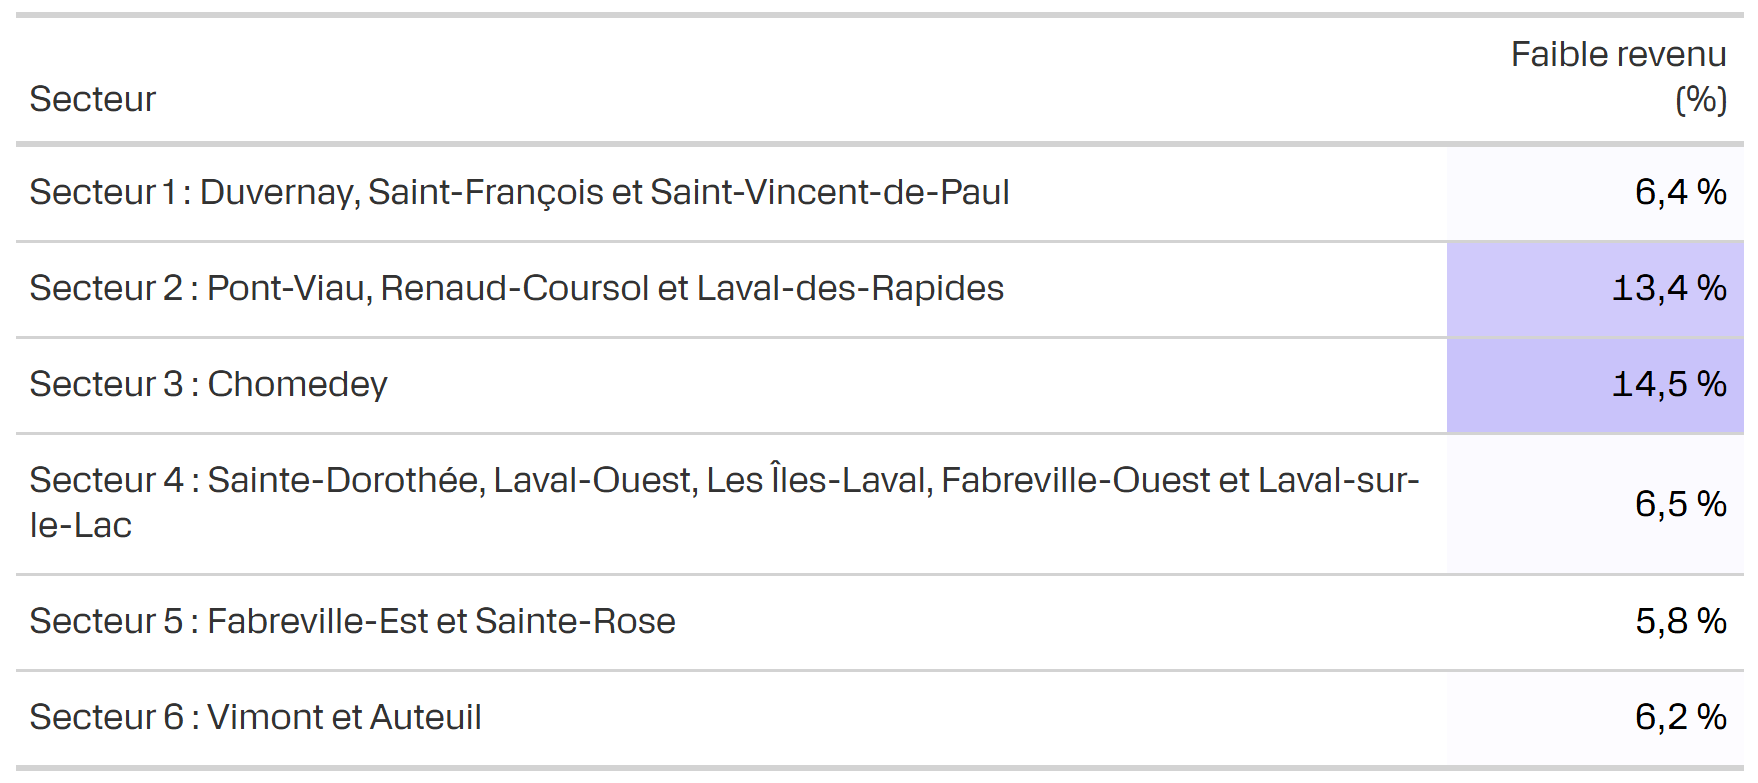 Secteur
Faible revenu
(%)
Secteur 1 : Duvernay, Saint-François et Saint-Vincent-de-Paul
6,4 %
Secteur 2 : Pont-Viau, Renaud-Coursol et Laval-des-Rapides
13,4 %
Secteur 3 : Chomedey
14,5 %
Secteur 4 : Sainte-Dorothée, Laval-Ouest, Les Îles-Laval, Fabreville-Ouest et Laval-sur-
le-Lac
6,5 %
Secteur 5 : Fabreville-Est et Sainte-Rose
5,8 %
Secteur 6 : Vimont et Auteuil
6,2 %